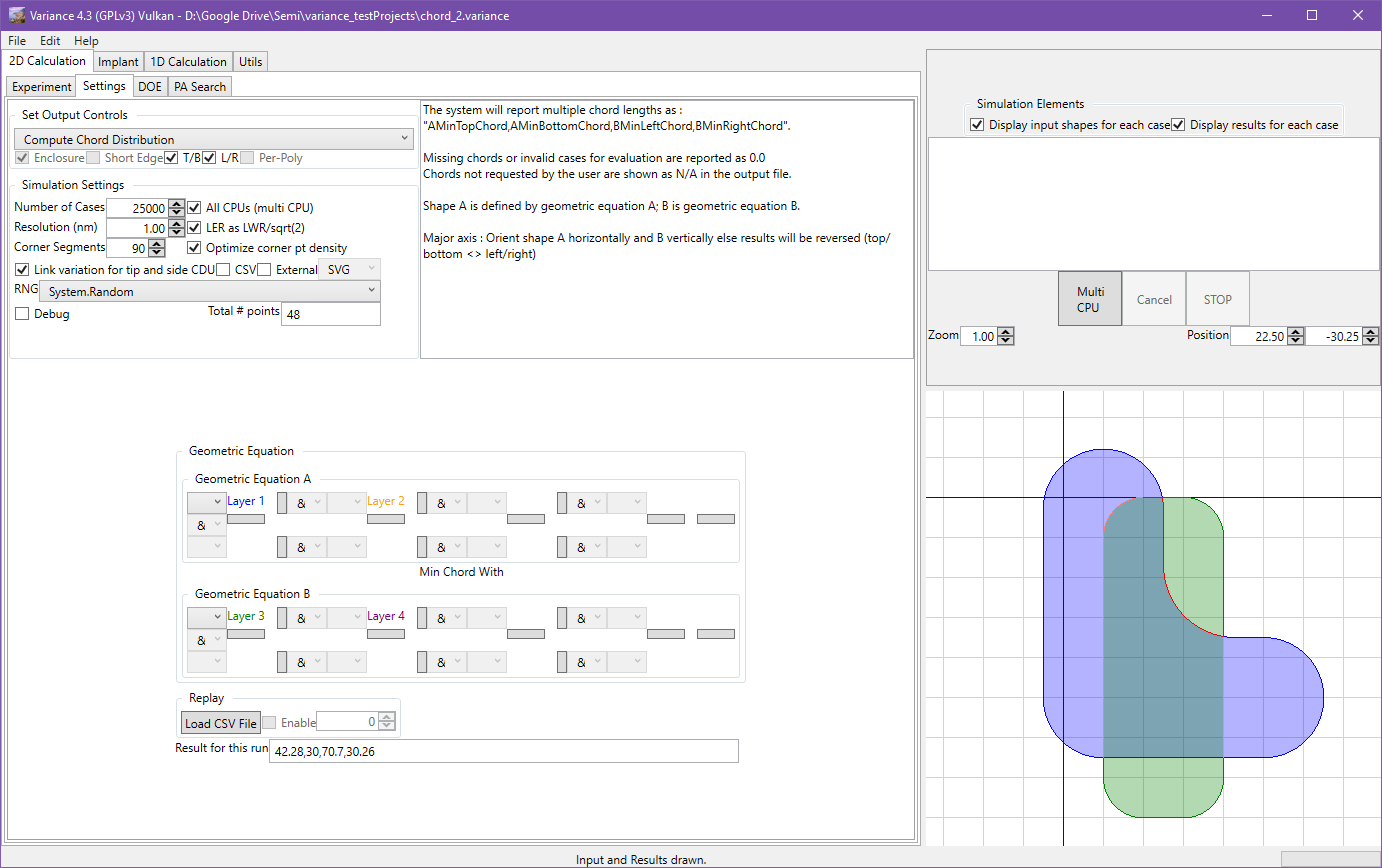 Variance 4.3 (GPLv3) Vulkan - D:\Google Drive\Semi\variance_testProjects\chord_2.variance
File Edit Help
2D Calculation Implant 1D Calculation Utils
Experiment Settings DOE PA Search
Set Output Controls
Compute Chord Distribution
Enclosure Short Edge T/B L/R Per-Poly
Simulation Settings
Number of Cases 25000 All CPUs (multi CPU)
Resolution (nm) 1.00 LER as LWR/sqrt(2)
Corner Segments 90 Optimize corner pt density
Link variation for tip and side CDU CSV External SVG
RNG System.Random
Debug Total # points 48
The system will report multiple chord lengths as :
"AMinTopChord,AMinBottomChord,BMinLeftChord,BMinRightChord".
Missing chords or invalid cases for evaluation are reported as 0.0
Chords not requested by the user are shown as N/A in the output file.
Shape A is defined by geometric equation A; B is geometric equation B.
Major axis : Orient shape A horizontally and B vertically else results will be reversed (top/
bottom <> left/right)
Simulation Elements
Display input shapes for each case Display results for each case
Multi
CPU
Cancel STOP
Zoom 1.00 Position 22.50 -30.25
Geometric Equation
Geometric Equation A
Layer 1 & Layer 2 & &
&
& & &
Min Chord With
Geometric Equation B
Layer 3 & Layer 4 & &
&
& & &
Replay
Load CSV File Enable 0
Result for this run 42.28,30,70.7,30.26
Input and Results drawn.